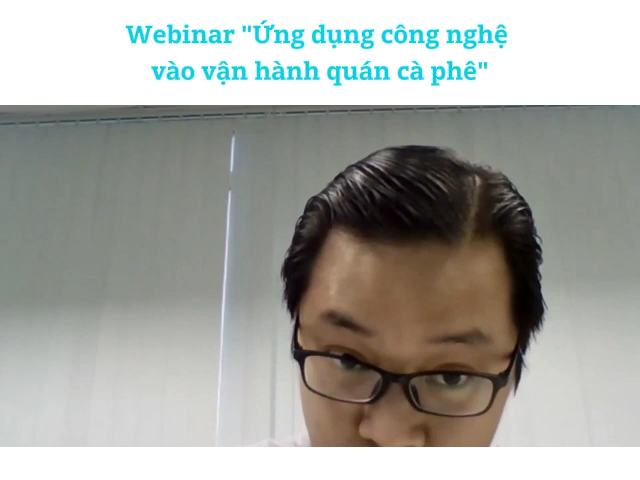 Webinar "Ứng dụng công nghệ
vào vận hành quán cà phê"